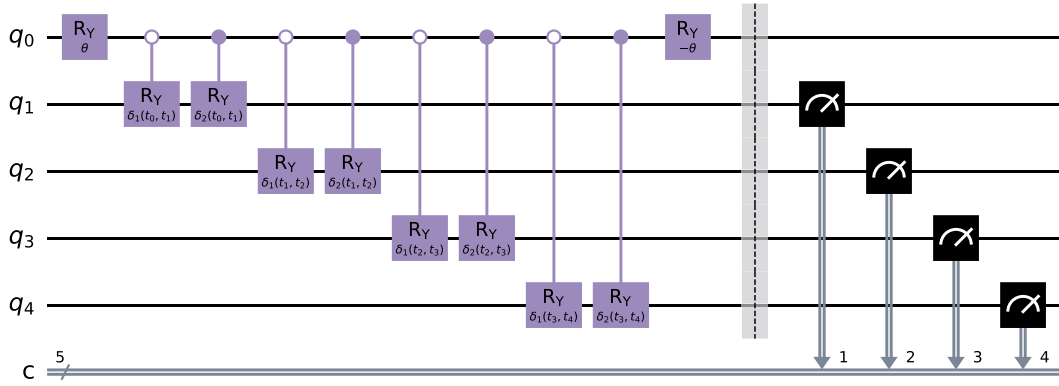 q₀ R_Y θ R_Y −θ
q₁ R_Y δ₁(t₀, t₁) R_Y δ₂(t₀, t₁)
q₂ R_Y δ₁(t₁, t₂) R_Y δ₂(t₁, t₂)
q₃ R_Y δ₁(t₂, t₃) R_Y δ₂(t₂, t₃)
q₄ R_Y δ₁(t₃, t₄) R_Y δ₂(t₃, t₄)
c 5 1 2 3 4